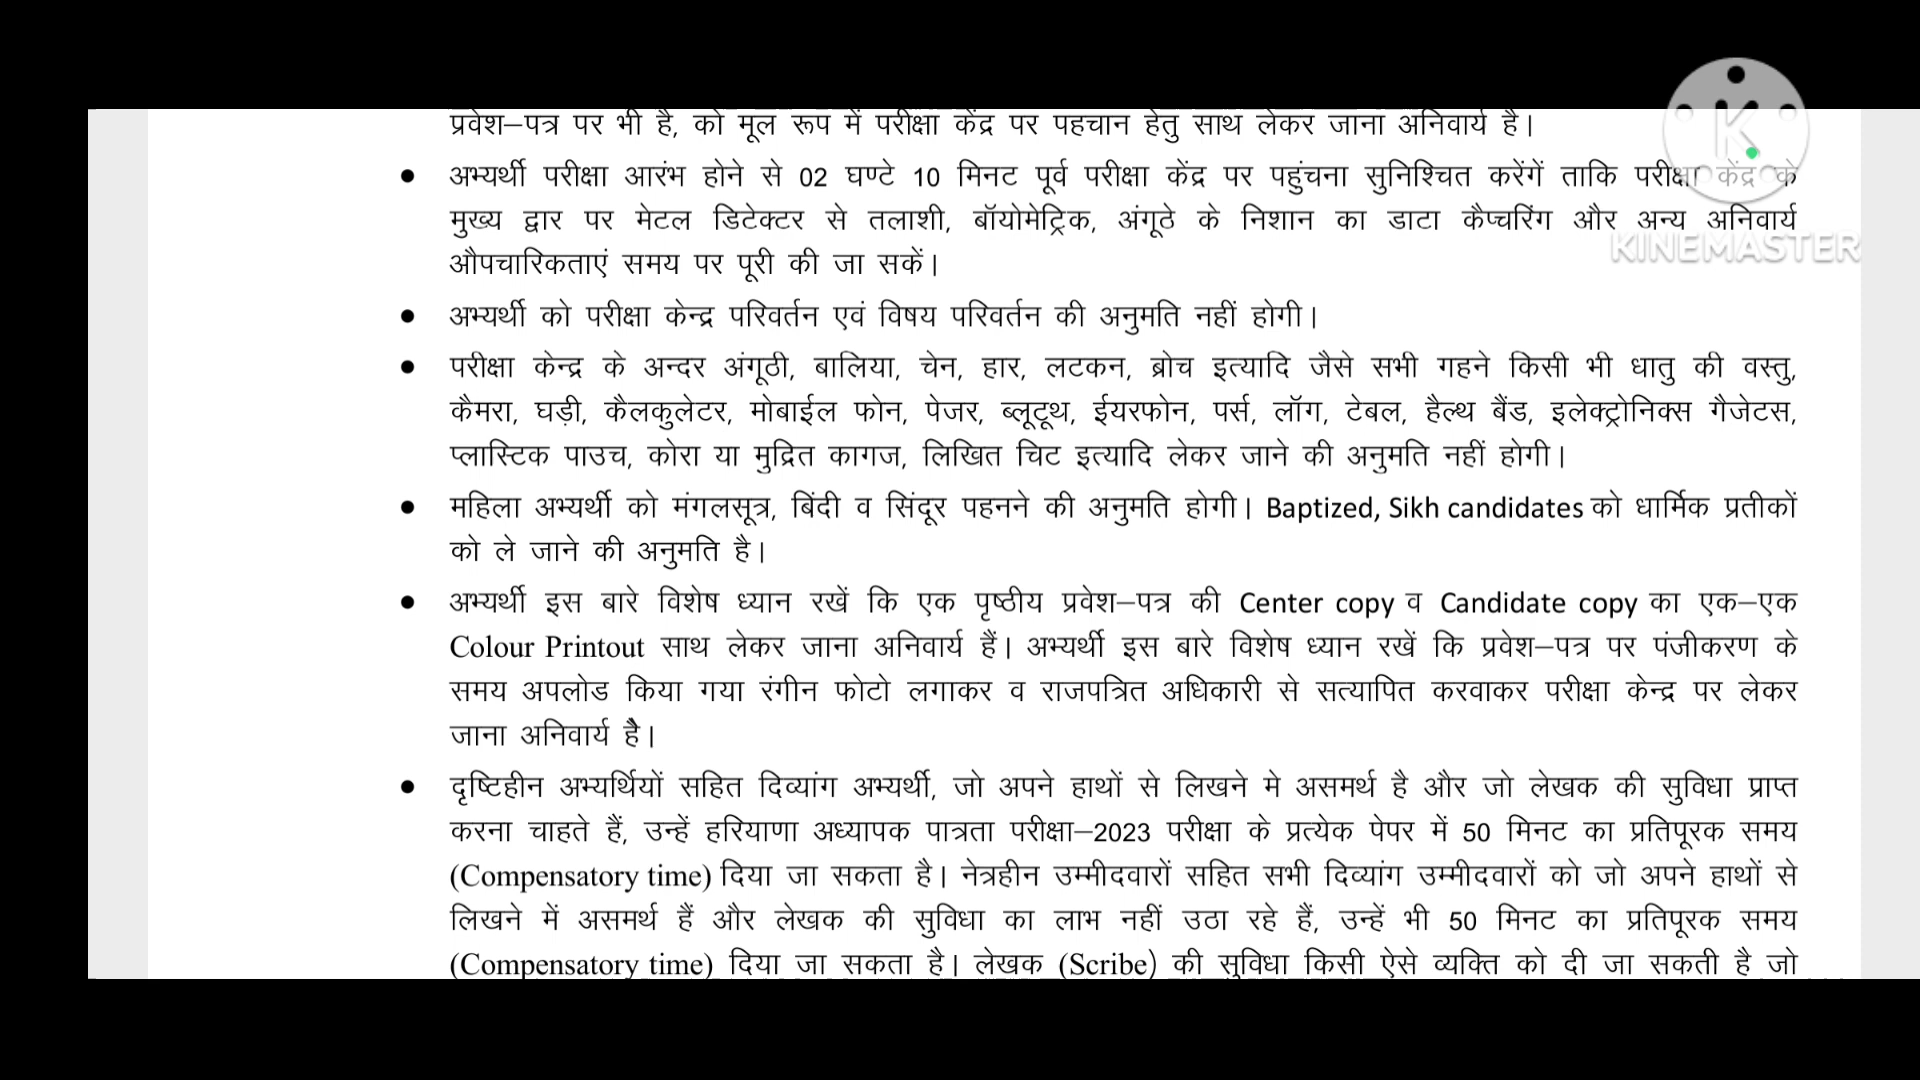 प्रवेश–पत्र पर भी है, को मूल रूप में परीक्षा केंद्र पर पहचान हेतु साथ लेकर जाना अनिवार्य है।
● अभ्यर्थी परीक्षा आरंभ होने से 02 घण्टे 10 मिनट पूर्व परीक्षा केंद्र पर पहुंचना सुनिश्चित करेंगें ताकि परीक्षा केंद्र के
मुख्य द्वार पर मेटल डिटेक्टर से तलाशी, बॉयोमेट्रिक, अंगूठे के निशान का डाटा कैप्चरिंग और अन्य अनिवार्य
औपचारिकताएं समय पर पूरी की जा सकें।
● अभ्यर्थी को परीक्षा केन्द्र परिवर्तन एवं विषय परिवर्तन की अनुमति नहीं होगी।
● परीक्षा केन्द्र के अन्दर अंगूठी, बालिया, चेन, हार, लटकन, ब्रोच इत्यादि जैसे सभी गहने किसी भी धातु की वस्तु,
कैमरा, घड़ी, कैलकुलेटर, मोबाईल फोन, पेजर, ब्लूटूथ, ईयरफोन, पर्स, लॉग, टेबल, हैल्थ बैंड, इलेक्ट्रोनिक्स गैजेटस,
प्लास्टिक पाउच, कोरा या मुद्रित कागज, लिखित चिट इत्यादि लेकर जाने की अनुमति नहीं होगी।
● महिला अभ्यर्थी को मंगलसूत्र, बिंदी व सिंदूर पहनने की अनुमति होगी। Baptized, Sikh candidates को धार्मिक प्रतीकों
को ले जाने की अनुमति है।
● अभ्यर्थी इस बारे विशेष ध्यान रखें कि एक पृष्ठीय प्रवेश–पत्र की Center copy व Candidate copy का एक–एक
Colour Printout साथ लेकर जाना अनिवार्य हैं। अभ्यर्थी इस बारे विशेष ध्यान रखें कि प्रवेश–पत्र पर पंजीकरण के
समय अपलोड किया गया रंगीन फोटो लगाकर व राजपत्रित अधिकारी से सत्यापित करवाकर परीक्षा केन्द्र पर लेकर
जाना अनिवार्य है।
● दृष्टिहीन अभ्यर्थियों सहित दिव्यांग अभ्यर्थी, जो अपने हाथों से लिखने मे असमर्थ है और जो लेखक की सुविधा प्राप्त
करना चाहते हैं, उन्हें हरियाणा अध्यापक पात्रता परीक्षा–2023 परीक्षा के प्रत्येक पेपर में 50 मिनट का प्रतिपूरक समय
(Compensatory time) दिया जा सकता है। नेत्रहीन उम्मीदवारों सहित सभी दिव्यांग उम्मीदवारों को जो अपने हाथों से
लिखने में असमर्थ हैं और लेखक की सुविधा का लाभ नहीं उठा रहे हैं, उन्हें भी 50 मिनट का प्रतिपूरक समय
(Compensatory time) दिया जा सकता है। लेखक (Scribe) की सुविधा किसी ऐसे व्यक्ति को दी जा सकती है जो
K
KINEMASTER